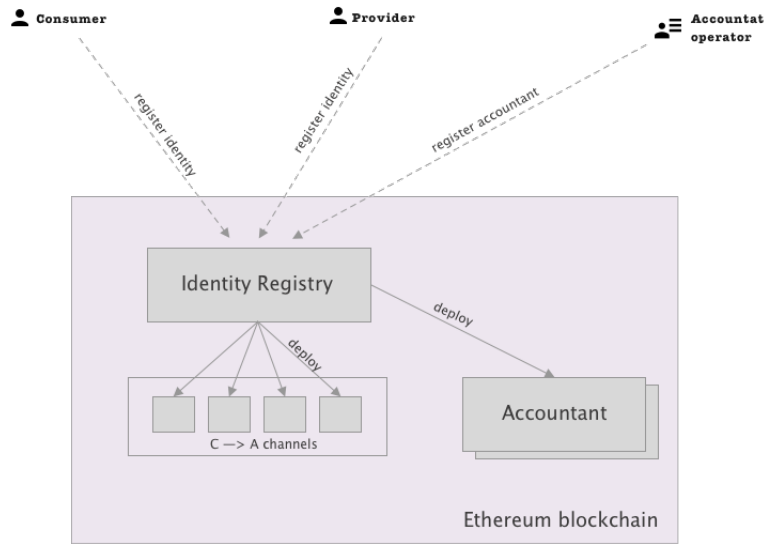 Consumer
Provider
Accountat
operator
register identity
register identity
register accountant
Identity Registry
deploy
deploy
C —> A channels
Accountant
Ethereum blockchain